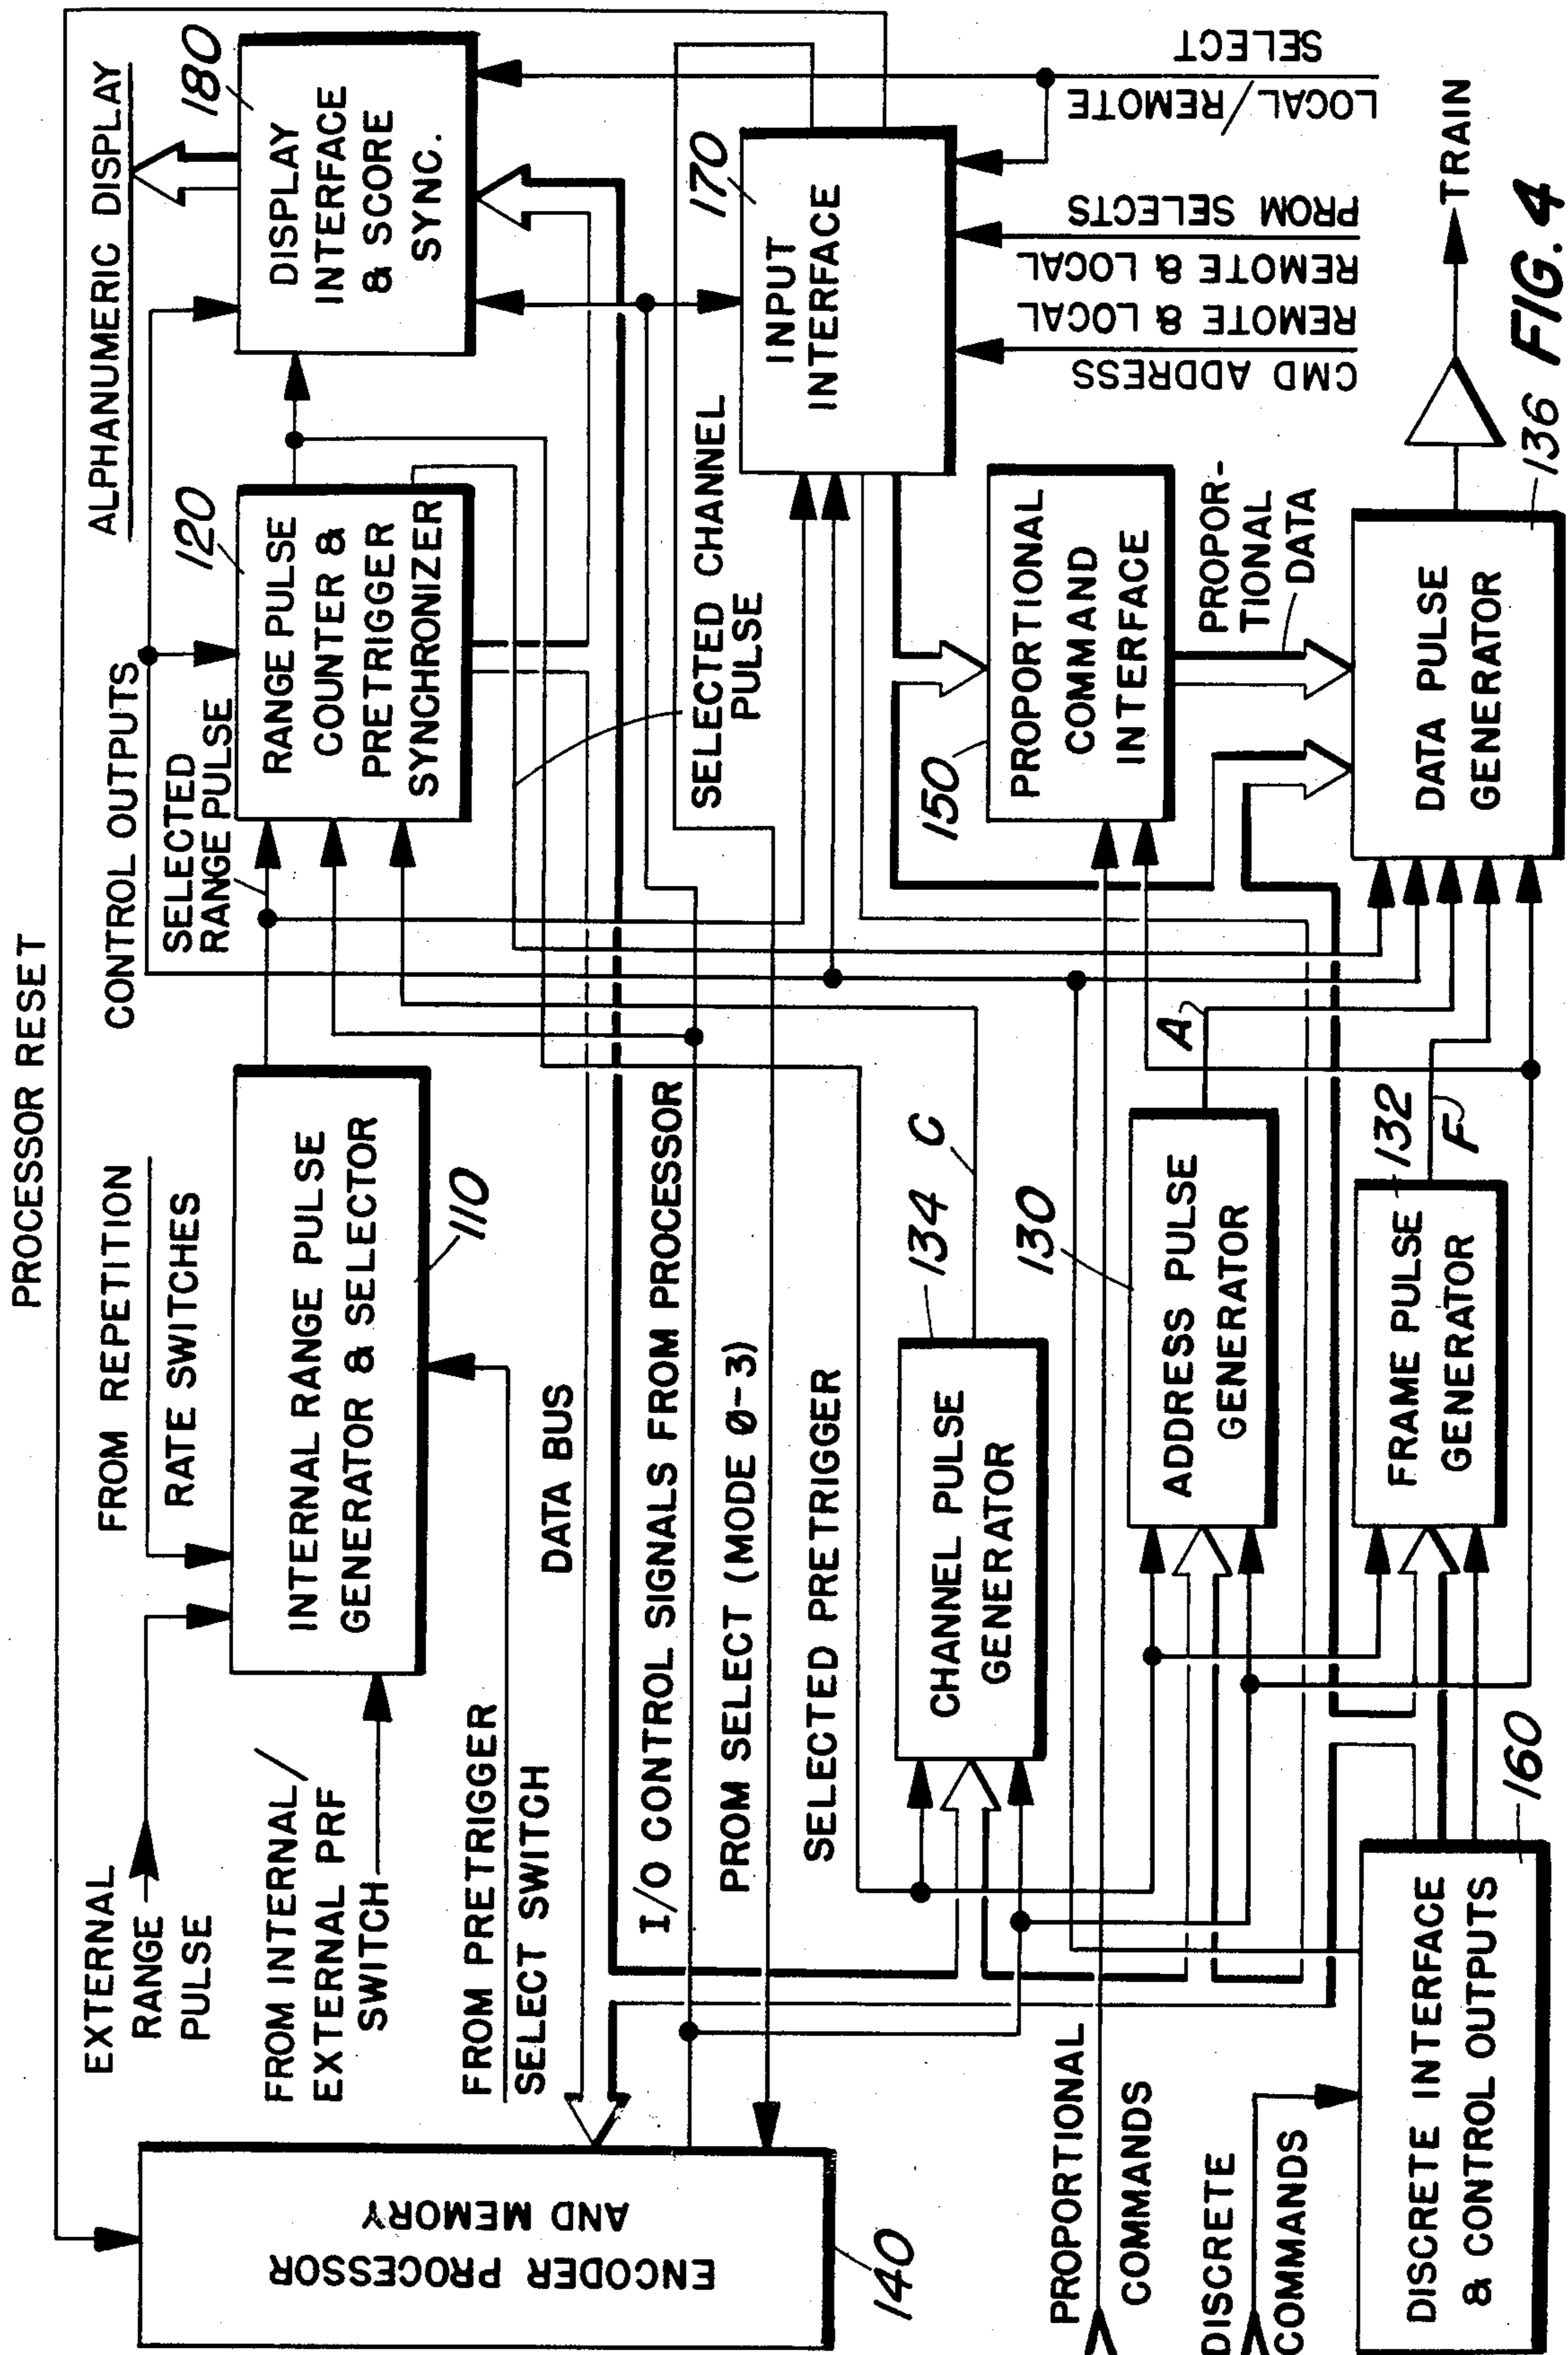 PROCESSOR RESET
EXTERNAL
RANGE
PULSE
FROM REPETITION
RATE SWITCHES
CONTROL OUTPUTS
SELECTED
RANGE PULSE
ALPHANUMERIC DISPLAY
FROM INTERNAL/
EXTERNAL PRF
SWITCH
INTERNAL RANGE PULSE
GENERATOR & SELECTOR
110
RANGE PULSE
COUNTER &
PRETRIGGER
SYNCHRONIZER
120
DISPLAY
INTERFACE
& SCORE
SYNC.
180
FROM PRETRIGGER
SELECT SWITCH
ENCODER PROCESSOR
AND MEMORY
140
DATA BUS
I/O CONTROL SIGNALS FROM PROCESSOR
PROM SELECT (MODE 0-3)
SELECTED PRETRIGGER
SELECTED CHANNEL
PULSE
INPUT
INTERFACE
170
LOCAL/REMOTE
SELECT
PROM SELECTS
REMOTE & LOCAL
REMOTE & LOCAL
CMD ADDRESS
CHANNEL PULSE
GENERATOR
134
C
PROPORTIONAL
COMMAND
INTERFACE
150
PROPORTIONAL
COMMANDS
ADDRESS PULSE
GENERATOR
130
A
PROPOR-
TIONAL
DATA
DISCRETE
COMMANDS
DISCRETE INTERFACE
& CONTROL OUTPUTS
160
FRAME PULSE
GENERATOR
132
F
DATA PULSE
GENERATOR
136
TRAIN
FIG. 4